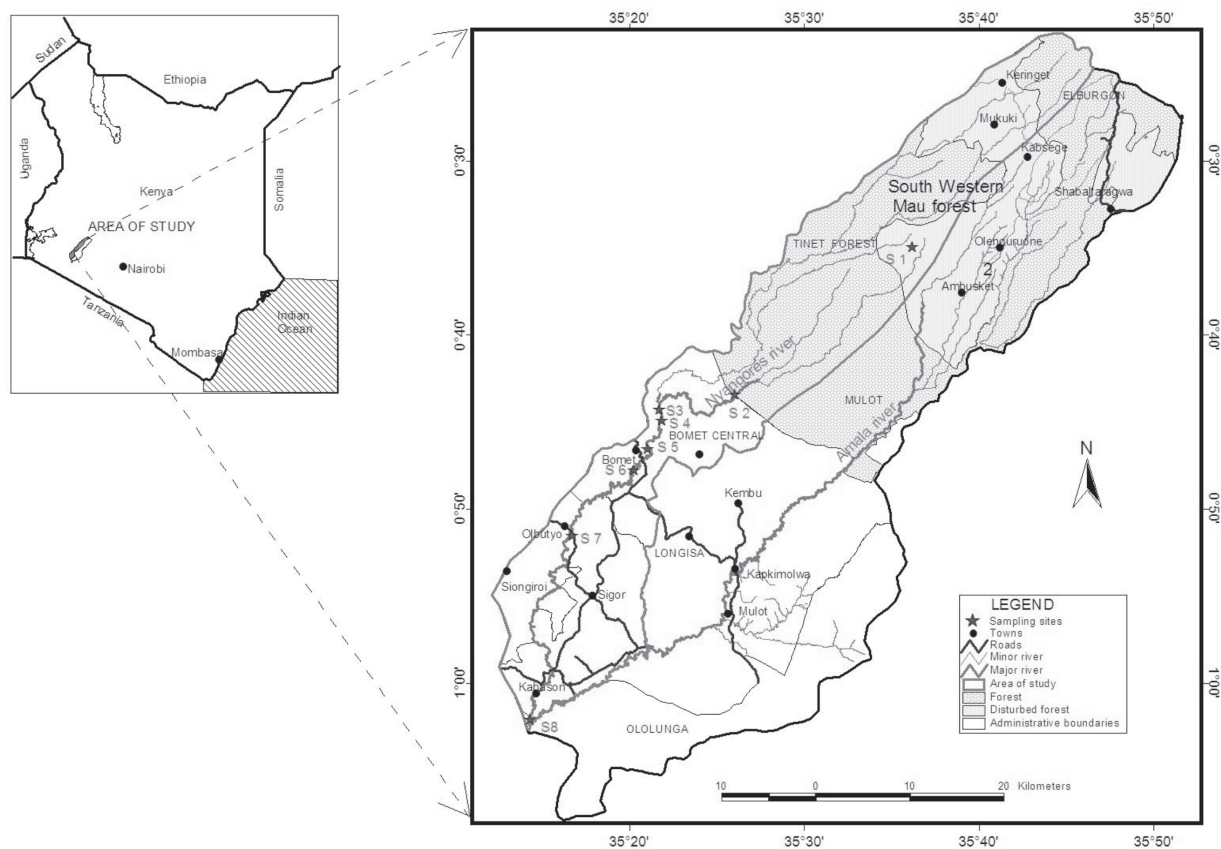 Sudan
Ethiopia
Uganda
Kenya
Somalia
AREA OF STUDY
Nairobi
Tanzania
Indian
Ocean
Mombasa
35°20'
35°30'
35°40'
35°50'
0°30'
0°40'
0°50'
1°00'
0°30'
0°40'
0°50'
1°00'
Keringet
ELBURGON
Mukuki
Kabsege
South Western
Mau forest
Shabaltaragwa
TINET FOREST
S 1
Olenguruone
2
Ambusket
Nyangores river
MULOT
S 2
S3
S 4
BOMET CENTRAL
Amala river
S 5
Bomet
S 6
N
Kembu
Olbutyo
S 7
LONGISA
Siongiroi
Kapkimolwa
Sigor
Mulot
Kabason
S8
OLOLUNGA
LEGEND
Sampling sites
Towns
Roads
Minor river
Major river
Area of study
Forest
Disturbed forest
Administrative boundaries
10 0 10 20 Kilometers
35°20'
35°30'
35°40'
35°50'